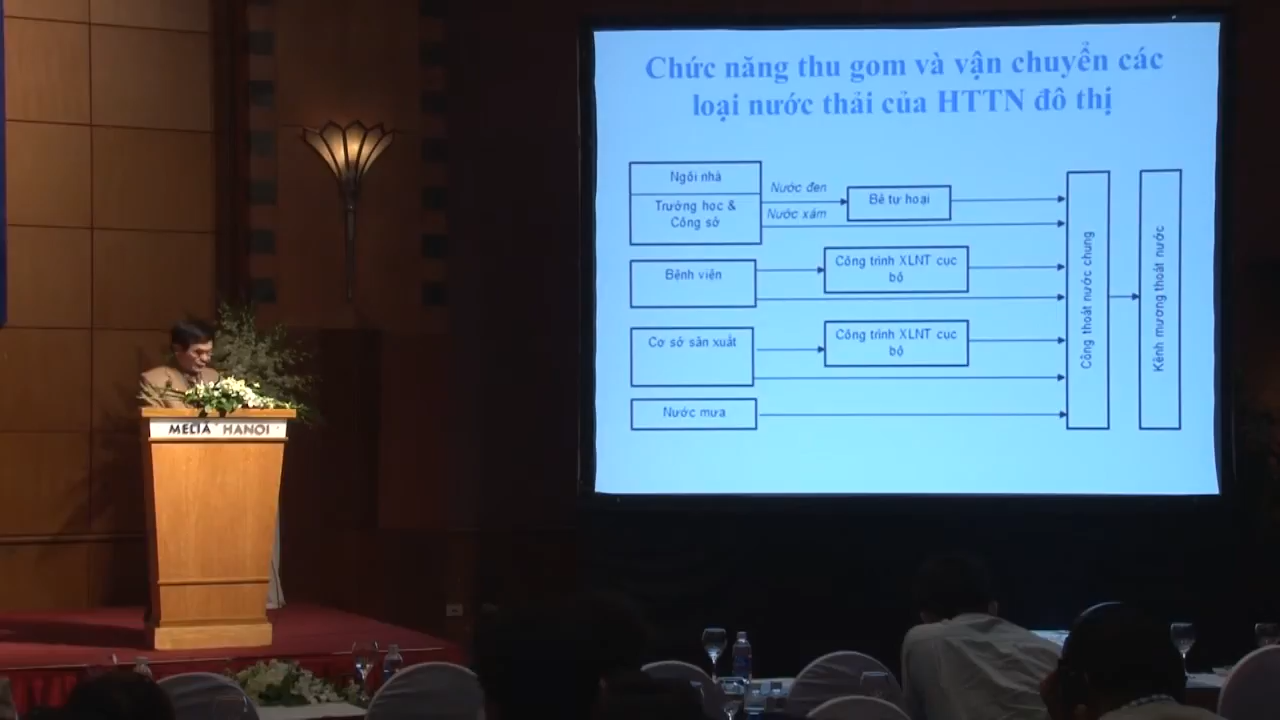 Chức năng thu gom và vận chuyển các
loại nước thải của HTTN đô thị
Ngôi nhà
Trường học &
Công sở
Nước đen
Nước xám
Bể tự hoại
Bệnh viện
Công trình XLNT cục
bộ
Cơ sở sản xuất
Công trình XLNT cục
bộ
Nước mưa
Cống thoát nước chung
Kênh mương thoát nước
MELIÃ HANOI